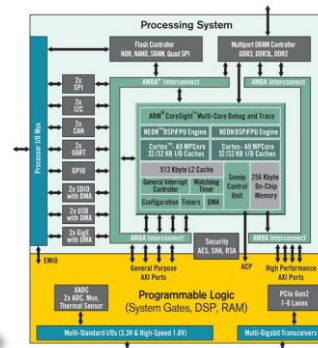 Processing System
Flash Controller
NOR, NAND, SRAM, Quad SPI
Multiport DRAM Controller
DDR3, DDR3L, DDR2
AMBA® Interconnect
AMBA® Interconnect
Processor I/O Mux
2x
SPI
2x
I2C
2x
CAN
2x
UART
GPIO
2x SDIO
with DMA
2x USB
with DMA
2x GigE
with DMA
ARM® CoreSight™ Multi-Core Debug and Trace
NEON™ DSP/FPU Engine
NEON DSP/FPU Engine
Cortex™-A9 MPCore
32/32 KB I/D Caches
Cortex™-A9 MPCore
32/32 KB I/D Caches
512 Kbyte L2 Cache
General Interrupt
Controller
Watchdog
Timer
Configuration
Timers
DMA
Snoop
Control
Unit
256 Kbyte
On-Chip
Memory
AMBA® Interconnect
Security
AES, SHA, RSA
AMBA® Interconnect
EMIO
General Purpose
AXI Ports
ACP
High Performance
AXI Ports
XADC
2x ADC, Mux,
Thermal Sensor
Programmable Logic
(System Gates, DSP, RAM)
PCIe Gen2
1-8 Lanes
Multi-Standard I/Os (3.3V & High-Speed 1.8V)
Multi-Gigabit Transceivers